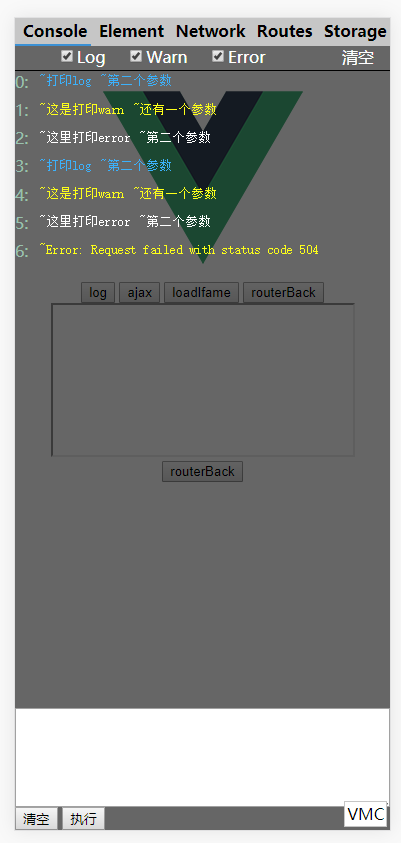 Console Element Network Routes Storage
Log Warn Error 清空
0: ~打印log ~第二个参数
1: ~这是打印warn ~还有一个参数
2: ~这里打印error ~第二个参数
3: ~打印log ~第二个参数
4: ~这是打印warn ~还有一个参数
5: ~这里打印error ~第二个参数
6: ~Error: Request failed with status code 504
log ajax loadIfame routerBack
routerBack
清空 执行 VMC